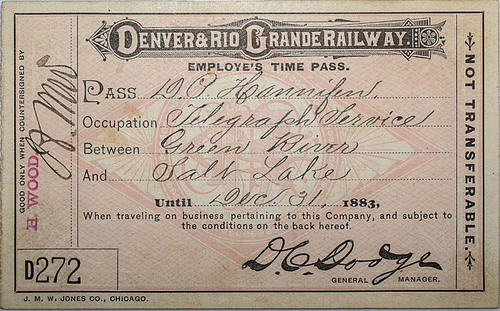 DENVER & RIO GRANDE RAILWAY.
EMPLOYE'S TIME PASS.
PASS D. P. Hannifen,
Occupation Telegraph Service
Between Green River
And Salt Lake
Until Dec. 31, 1883,
When traveling on business pertaining to this Company, and subject to
the conditions on the back hereof.
D. C. Dodge
GENERAL MANAGER.
GOOD ONLY WHEN COUNTERSIGNED BY
H. WOOD
D272
NOT TRANSFERABLE.
J. M. W. JONES CO., CHICAGO.